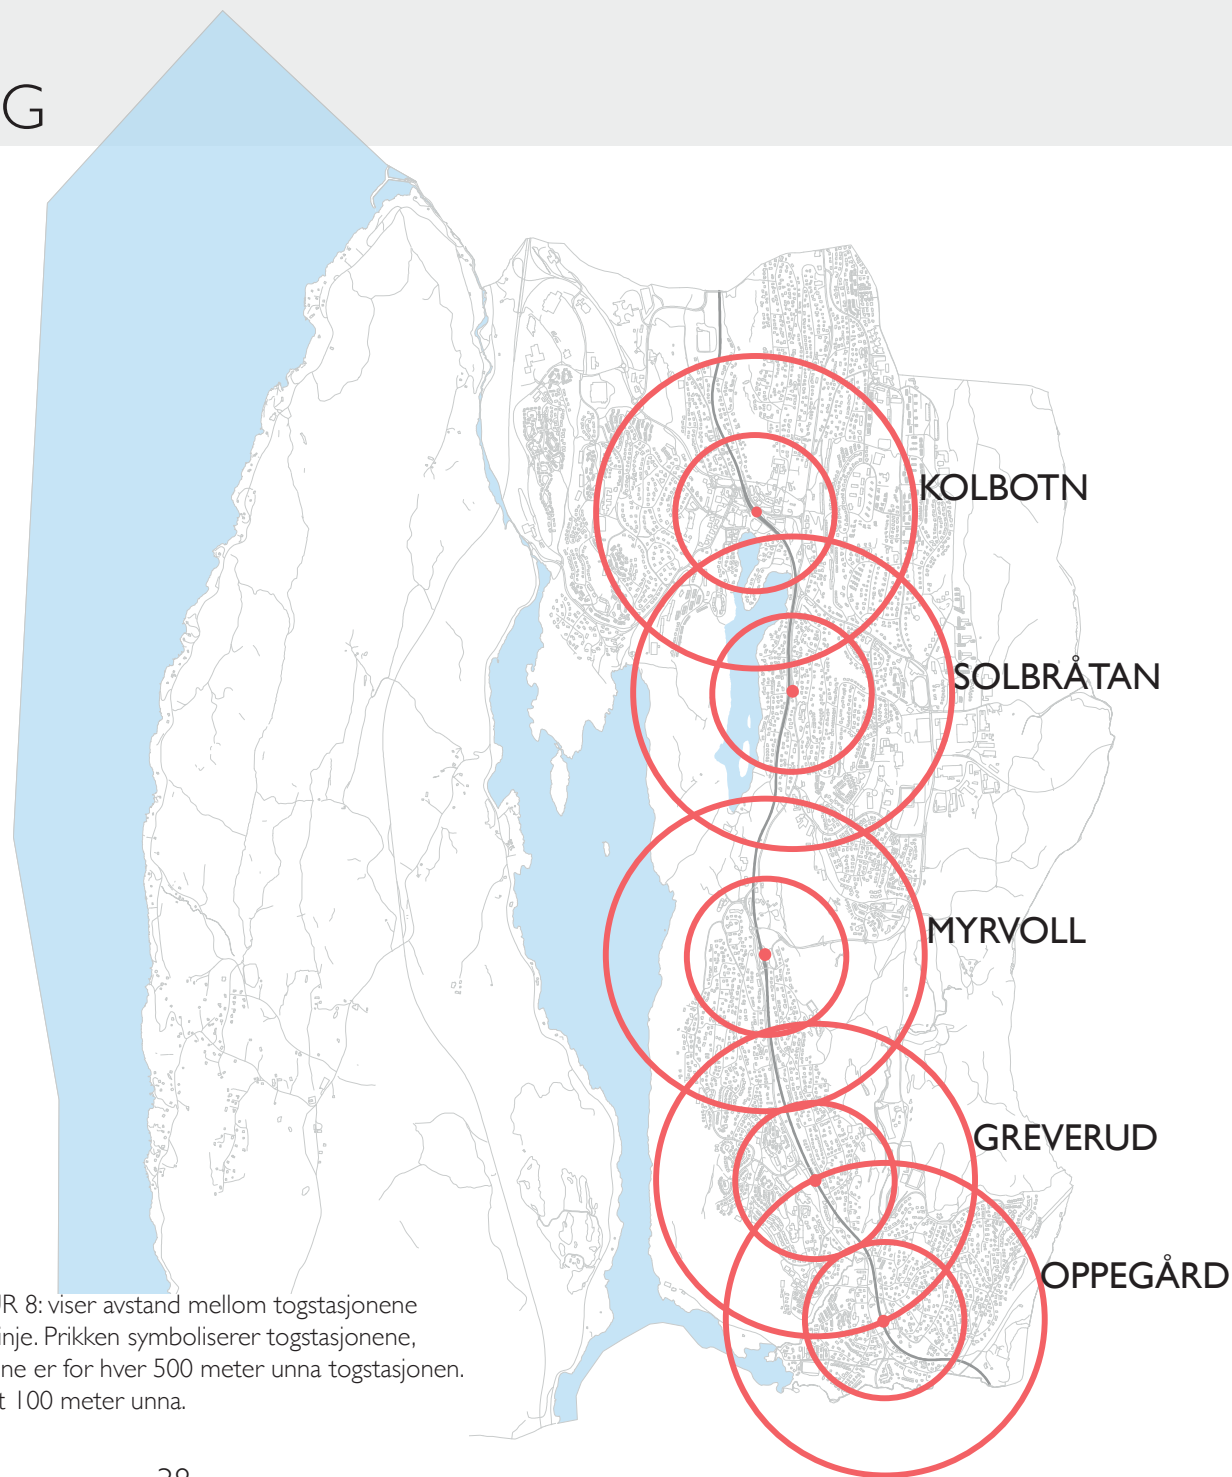 G
KOLBOTN
SOLBRÅTAN
MYRVOLL
GREVERUD
OPPEGÅRD
R 8: viser avstand mellom togstasjonene
inje. Prikken symboliserer togstasjonene,
ne er for hver 500 meter unna togstasjonen.
t 100 meter unna.